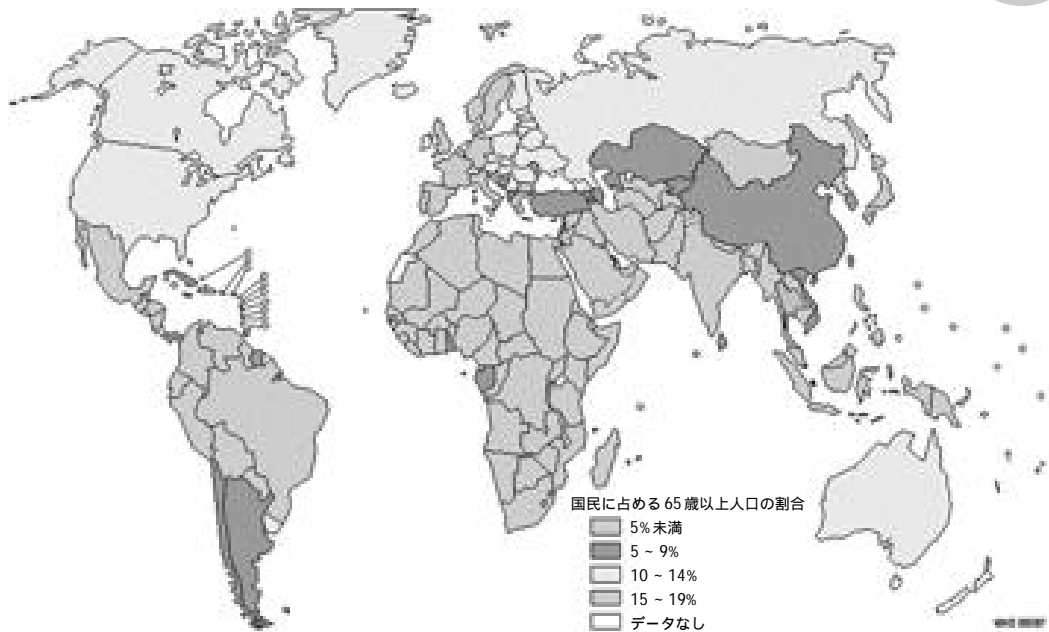 国民に占める65歳以上人口の割合
5%未満
5 ~ 9%
10 ~ 14%
15 ~ 19%
データなし